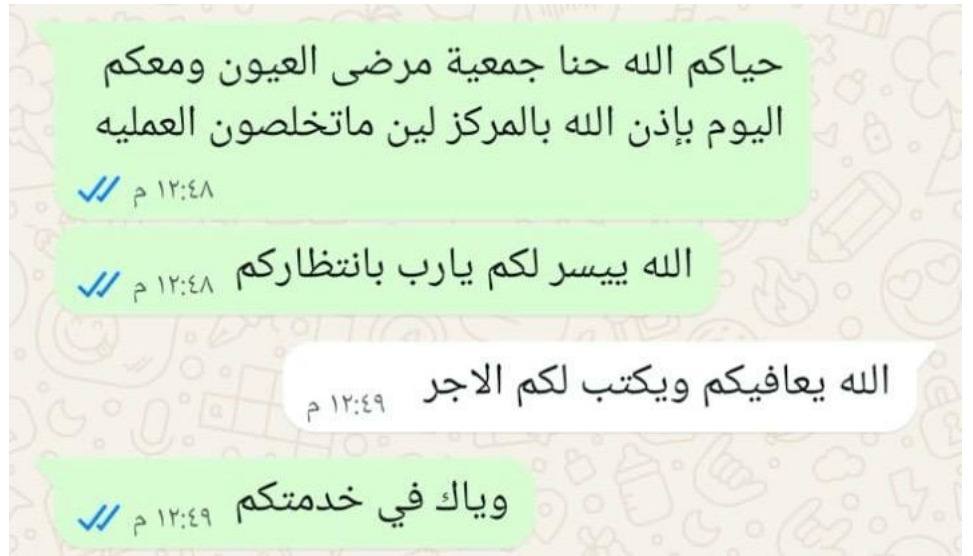 حياكم الله حنا جمعية مرضى العيون ومعكم
اليوم بإذن الله بالمركز لين ماتخلصون العمليه
١٢:٤٨ م
الله ييسر لكم يارب بانتظاركم ١٢:٤٨ م
الله يعافيكم ويكتب لكم الاجر ١٢:٤٩ م
وياك في خدمتكم ١٢:٤٩ م